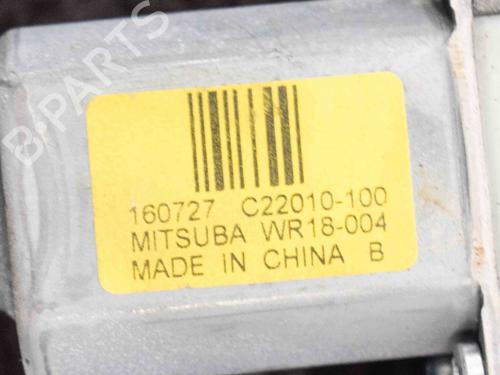 B-PARTS
160727 C22010-100
MITSUBA WR18-004
MADE IN CHINA B